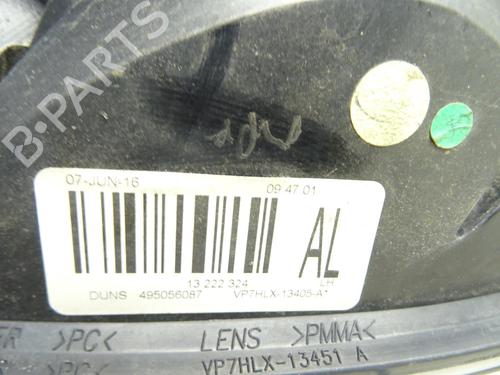 B-PARTS
07-JUN-16 09 47 01
AL
13 222 324 LH
DUNS 495056087 VP7HLX-13405-A*
>PC< LENS >PMMA<
>PC< VP7HLX-13451 A